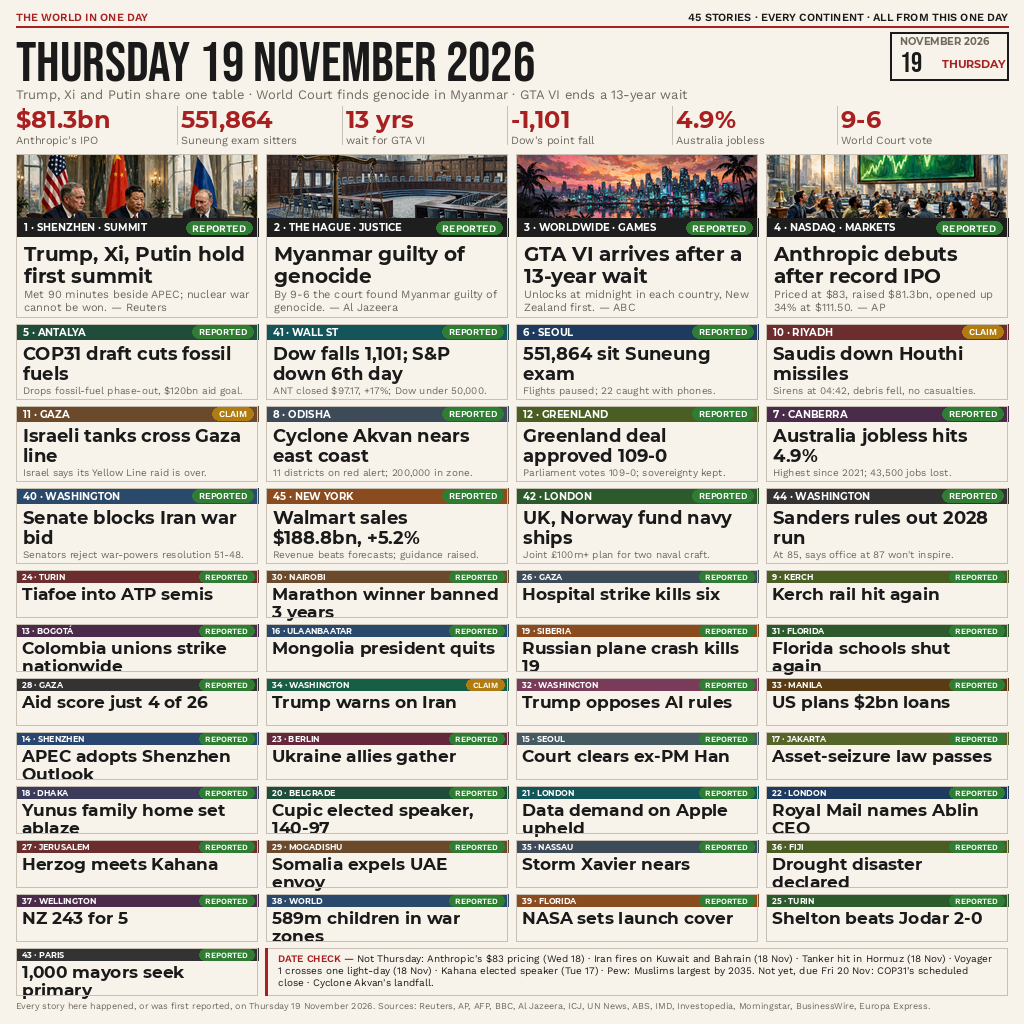 THE WORLD IN ONE DAY
45 STORIES · EVERY CONTINENT · ALL FROM THIS ONE DAY
THURSDAY 19 NOVEMBER 2026
NOVEMBER 2026
19 THURSDAY
Trump, Xi and Putin share one table · World Court finds genocide in Myanmar · GTA VI ends a 13-year wait
$81.3bn
Anthropic's IPO
551,864
Suneung exam sitters
13 yrs
wait for GTA VI
-1,101
Dow's point fall
4.9%
Australia jobless
9-6
World Court vote
1 · SHENZHEN · SUMMIT REPORTED
Trump, Xi, Putin hold
first summit
Met 90 minutes beside APEC; nuclear war
cannot be won. — Reuters
2 · THE HAGUE · JUSTICE REPORTED
Myanmar guilty of
genocide
By 9–6 the court found Myanmar guilty of
genocide. — Al Jazeera
3 · WORLDWIDE · GAMES REPORTED
GTA VI arrives after a
13-year wait
Unlocks at midnight in each country, New
Zealand first. — ABC
4 · NASDAQ · MARKETS REPORTED
Anthropic debuts
after record IPO
Priced at $83, raised $81.3bn, opened up
34% at $111.50. — AP
5 · ANTALYA REPORTED
COP31 draft cuts fossil
fuels
Drops fossil-fuel phase-out, $120bn aid goal.
41 · WALL ST REPORTED
Dow falls 1,101; S&P
down 6th day
ANT closed $97.17, +17%; Dow under 50,000.
6 · SEOUL REPORTED
551,864 sit Suneung
exam
Flights paused; 22 caught with phones.
10 · RIYADH CLAIM
Saudis down Houthi
missiles
Sirens at 04:42, debris fell, no casualties.
11 · GAZA CLAIM
Israeli tanks cross Gaza
line
Israel says its Yellow Line raid is over.
8 · ODISHA REPORTED
Cyclone Akvan nears
east coast
11 districts on red alert; 200,000 in zone.
12 · GREENLAND REPORTED
Greenland deal
approved 109-0
Parliament votes 109-0; sovereignty kept.
7 · CANBERRA REPORTED
Australia jobless hits
4.9%
Highest since 2021; 43,500 jobs lost.
40 · WASHINGTON REPORTED
Senate blocks Iran war
bid
Senators reject war-powers resolution 51-48.
45 · NEW YORK REPORTED
Walmart sales
$188.8bn, +5.2%
Revenue beats forecasts; guidance raised.
42 · LONDON REPORTED
UK, Norway fund navy
ships
Joint £100m+ plan for two naval craft.
44 · WASHINGTON REPORTED
Sanders rules out 2028
run
At 85, says office at 87 won't inspire.
24 · TURIN REPORTED
Tiafoe into ATP semis
30 · NAIROBI REPORTED
Marathon winner banned
3 years
26 · GAZA REPORTED
Hospital strike kills six
9 · KERCH REPORTED
Kerch rail hit again
13 · BOGOTÁ REPORTED
Colombia unions strike
nationwide
16 · ULAANBAATAR REPORTED
Mongolia president quits
19 · SIBERIA REPORTED
Russian plane crash kills
19
31 · FLORIDA REPORTED
Florida schools shut
again
28 · GAZA REPORTED
Aid score just 4 of 26
34 · WASHINGTON CLAIM
Trump warns on Iran
32 · WASHINGTON REPORTED
Trump opposes AI rules
33 · MANILA REPORTED
US plans $2bn loans
14 · SHENZHEN REPORTED
APEC adopts Shenzhen
Outlook
23 · BERLIN REPORTED
Ukraine allies gather
15 · SEOUL REPORTED
Court clears ex-PM Han
17 · JAKARTA REPORTED
Asset-seizure law passes
18 · DHAKA REPORTED
Yunus family home set
ablaze
20 · BELGRADE REPORTED
Cupic elected speaker,
140-97
21 · LONDON REPORTED
Data demand on Apple
upheld
22 · LONDON REPORTED
Royal Mail names Ablin
CEO
27 · JERUSALEM REPORTED
Herzog meets Kahana
29 · MOGADISHU REPORTED
Somalia expels UAE
envoy
35 · NASSAU REPORTED
Storm Xavier nears
36 · FIJI REPORTED
Drought disaster
declared
37 · WELLINGTON REPORTED
NZ 243 for 5
38 · WORLD REPORTED
589m children in war
zones
39 · FLORIDA REPORTED
NASA sets launch cover
25 · TURIN REPORTED
Shelton beats Jodar 2-0
43 · PARIS REPORTED
1,000 mayors seek
primary
DATE CHECK — Not Thursday: Anthropic's $83 pricing (Wed 18) · Iran fires on Kuwait and Bahrain (18 Nov) · Tanker hit in Hormuz (18 Nov) · Voyager
1 crosses one light-day (18 Nov) · Kahana elected speaker (Tue 17) · Pew: Muslims largest by 2035. Not yet, due Fri 20 Nov: COP31's scheduled
close · Cyclone Akvan's landfall.
Every story here happened, or was first reported, on Thursday 19 November 2026. Sources: Reuters, AP, AFP, BBC, Al Jazeera, ICJ, UN News, ABS, IMD, Investopedia, Morningstar, BusinessWire, Europa Express.